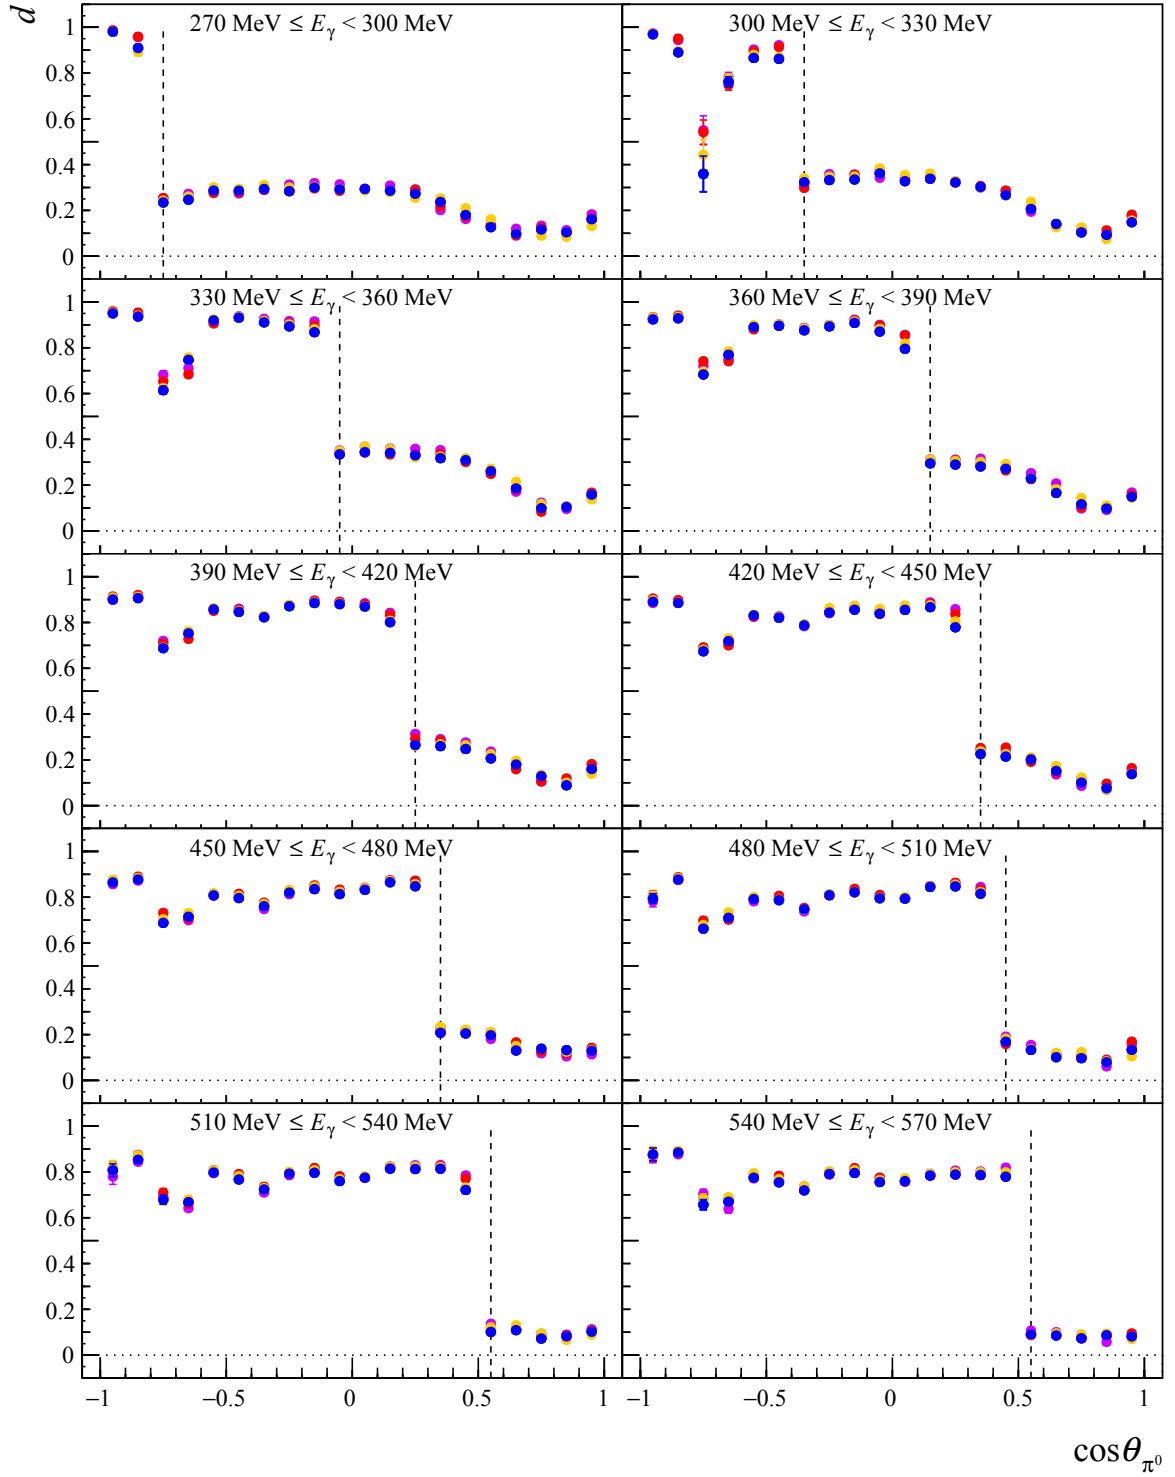 d
270 MeV ≤ Eγ < 300 MeV
300 MeV ≤ Eγ < 330 MeV
1
0.8
0.6
0.4
0.2
0
330 MeV ≤ Eγ < 360 MeV
360 MeV ≤ Eγ < 390 MeV
1
0.8
0.6
0.4
0.2
0
390 MeV ≤ Eγ < 420 MeV
420 MeV ≤ Eγ < 450 MeV
1
0.8
0.6
0.4
0.2
0
450 MeV ≤ Eγ < 480 MeV
480 MeV ≤ Eγ < 510 MeV
1
0.8
0.6
0.4
0.2
0
510 MeV ≤ Eγ < 540 MeV
540 MeV ≤ Eγ < 570 MeV
1
0.8
0.6
0.4
0.2
0
−1 −0.5 0 0.5 1 −1 −0.5 0 0.5 1
cosθπ⁰